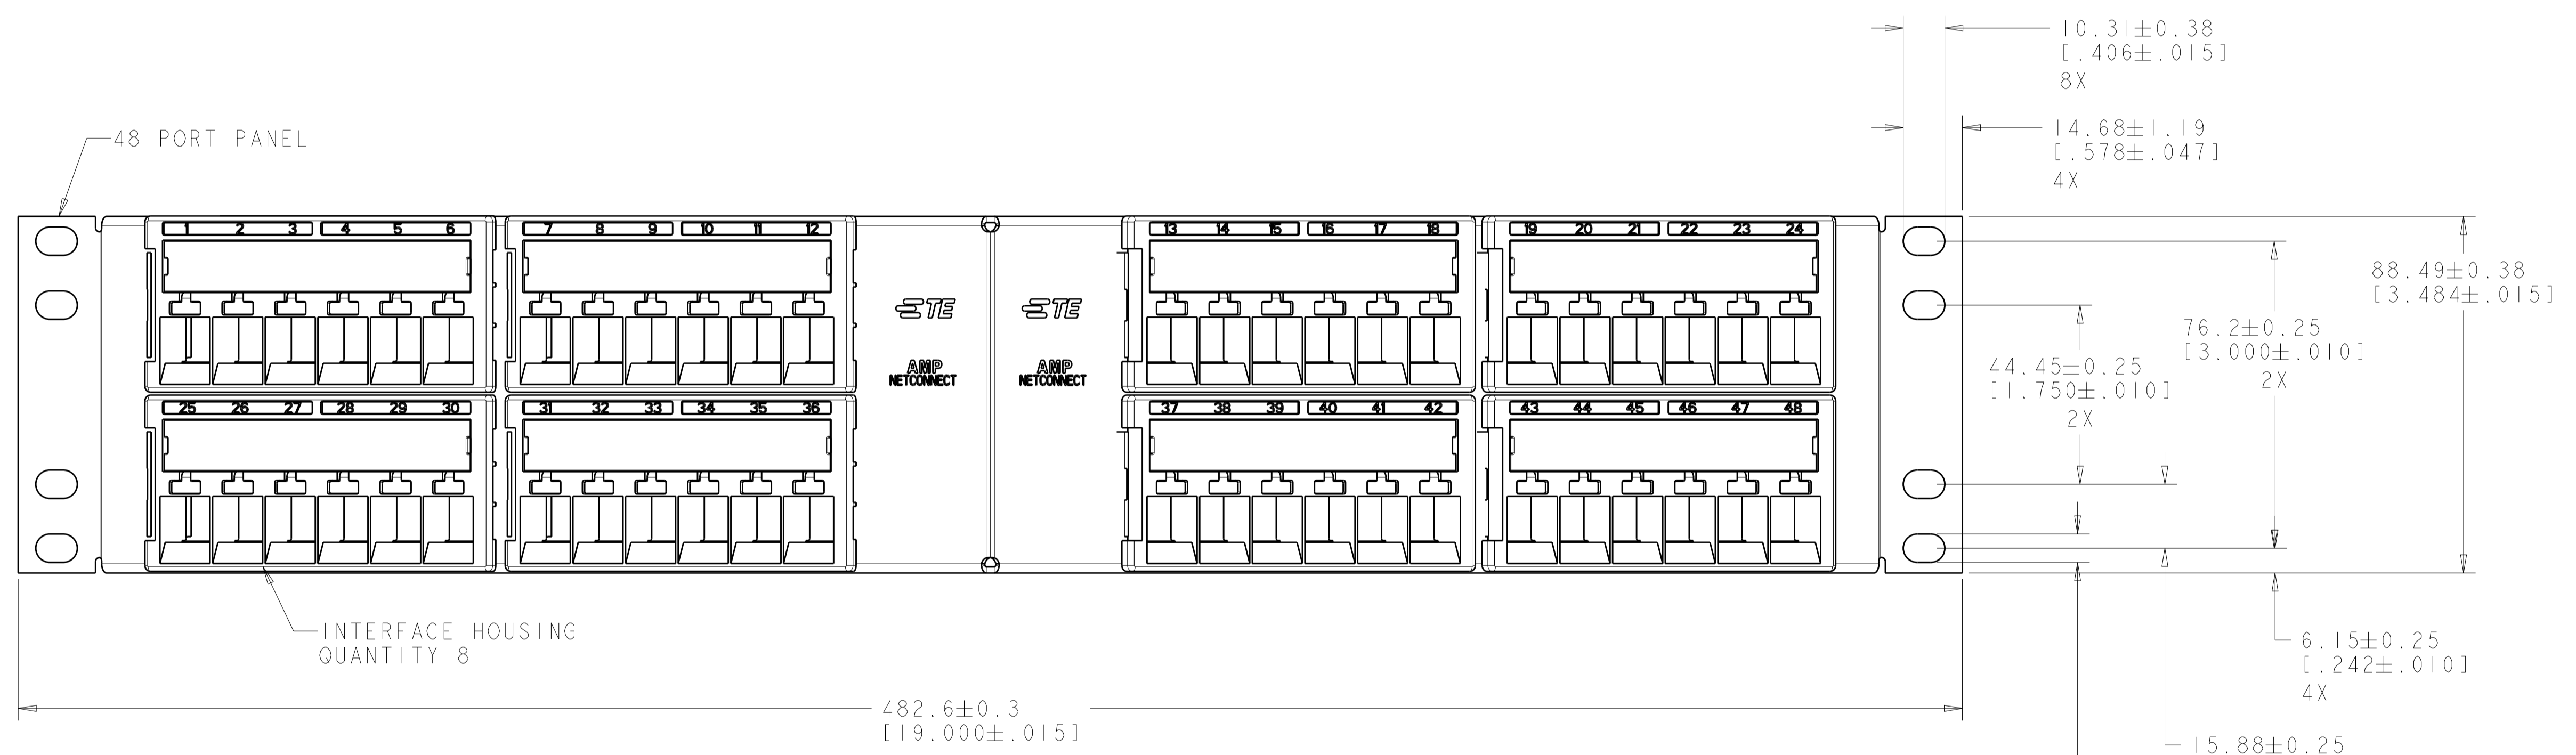 10.31±0.38
[.406±.015]
8X
14.68±1.19
[.578±.047]
4X
48 PORT PANEL
1 2 3 4 5 6
7 8 9 10 11 12
13 14 15 16 17 18
19 20 21 22 23 24
88.49±0.38
[3.484±.015]
TE
TE
76.2±0.25
[3.000±.010]
2X
44.45±0.25
[1.750±.010]
2X
AMP
NETCONNECT
AMP
NETCONNECT
25 26 27 28 29 30
31 32 33 34 35 36
37 38 39 40 41 42
43 44 45 46 47 48
INTERFACE HOUSING
QUANTITY 8
6.15±0.25
[.242±.010]
4X
482.6±0.3
[19.000±.015]
15.88±0.25